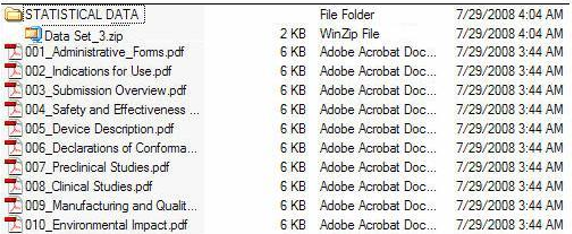 STATISTICAL DATA File Folder 7/29/2008 4:04 AM
Data Set_3.zip 2 KB WinZip File 7/29/2008 4:04 AM
001_Administrative_Forms.pdf 6 KB Adobe Acrobat Doc... 7/29/2008 3:44 AM
002_Indications for Use.pdf 6 KB Adobe Acrobat Doc... 7/29/2008 3:44 AM
003_Submission Overview.pdf 6 KB Adobe Acrobat Doc... 7/29/2008 3:44 AM
004_Safety and Effectiveness ... 6 KB Adobe Acrobat Doc... 7/29/2008 3:44 AM
005_Device Description.pdf 6 KB Adobe Acrobat Doc... 7/29/2008 3:44 AM
006_Declarations of Conforma... 6 KB Adobe Acrobat Doc... 7/29/2008 3:44 AM
007_Preclinical Studies.pdf 6 KB Adobe Acrobat Doc... 7/29/2008 3:44 AM
008_Clinical Studies.pdf 6 KB Adobe Acrobat Doc... 7/29/2008 3:44 AM
009_Manufacturing and Qualit... 6 KB Adobe Acrobat Doc... 7/29/2008 3:44 AM
010_Environmental Impact.pdf 6 KB Adobe Acrobat Doc... 7/29/2008 3:44 AM